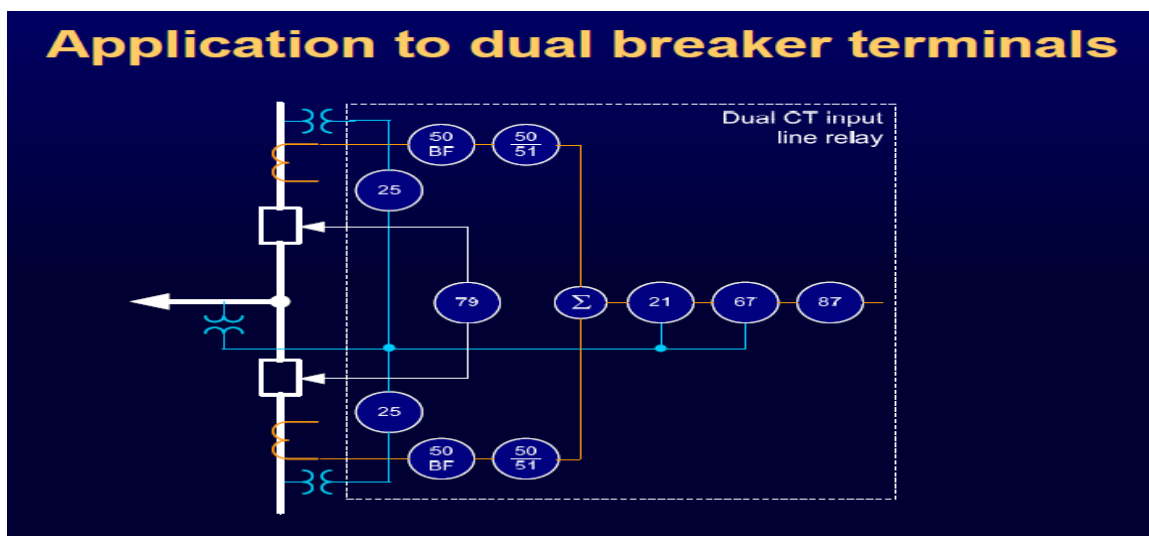 Application to dual breaker terminals
Dual CT input
line relay
50
BF
50
51
25
79
Σ
21
67
87
25
50
BF
50
51